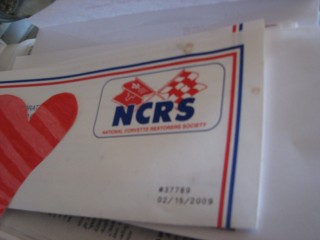 NCRS
NATIONAL CORVETTE RESTORERS SOCIETY
#37789
02/15/2009